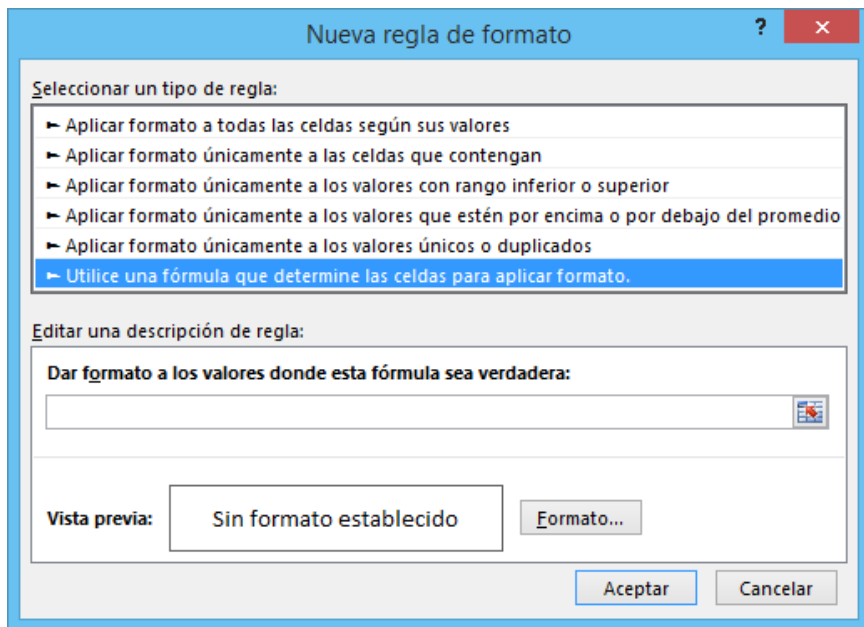 Nueva regla de formato
?
Seleccionar un tipo de regla:
► Aplicar formato a todas las celdas según sus valores
► Aplicar formato únicamente a las celdas que contengan
► Aplicar formato únicamente a los valores con rango inferior o superior
► Aplicar formato únicamente a los valores que estén por encima o por debajo del promedio
► Aplicar formato únicamente a los valores únicos o duplicados
► Utilice una fórmula que determine las celdas para aplicar formato.
Editar una descripción de regla:
Dar formato a los valores donde esta fórmula sea verdadera:
Vista previa:
Sin formato establecido
Formato...
Aceptar
Cancelar